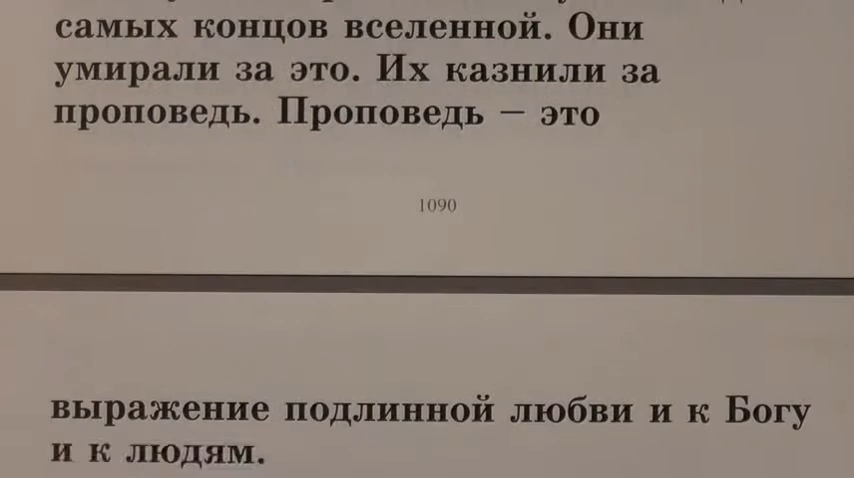 самых концов вселенной. Они
умирали за это. Их казнили за
проповедь. Проповедь – это
1090
выражение подлинной любви и к Богу
и к людям.